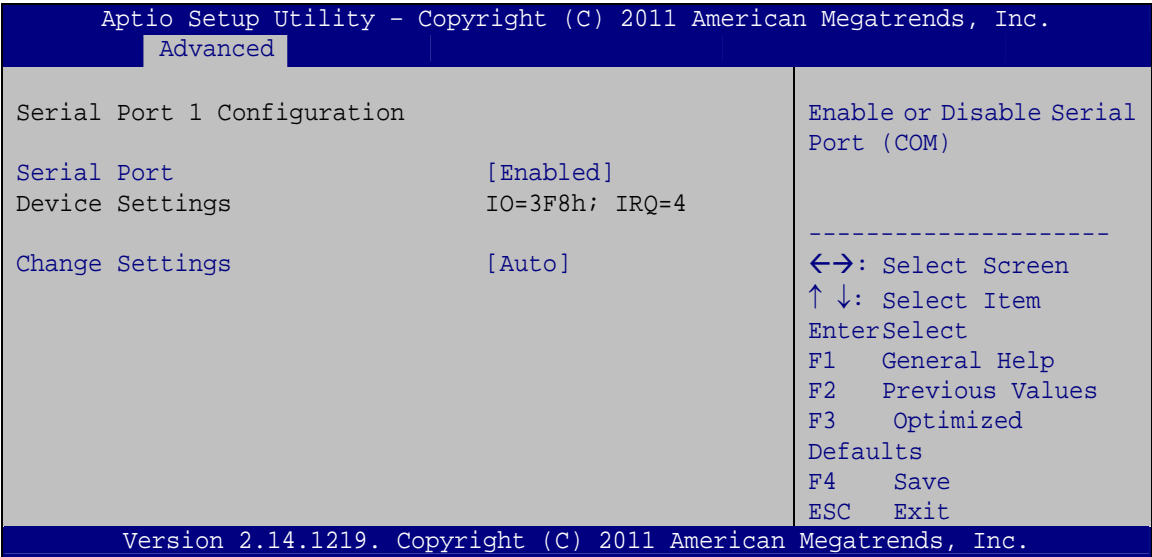 Aptio Setup Utility – Copyright (C) 2011 American Megatrends, Inc.
Advanced
Serial Port 1 Configuration
Serial Port [Enabled]
Device Settings IO=3F8h; IRQ=4
Change Settings [Auto]
Enable or Disable Serial
Port (COM)
---------------------
←→: Select Screen
↑ ↓: Select Item
EnterSelect
F1 General Help
F2 Previous Values
F3 Optimized
Defaults
F4 Save
ESC Exit
Version 2.14.1219. Copyright (C) 2011 American Megatrends, Inc.